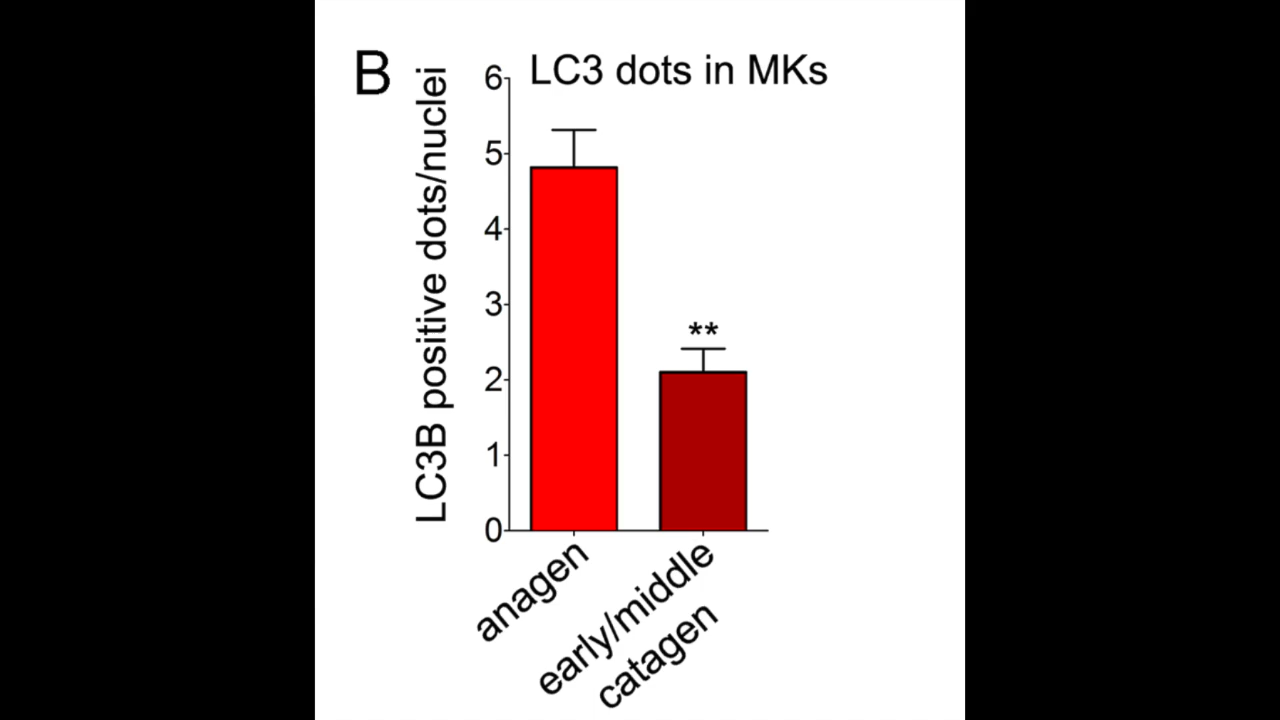 B
LC3 dots in MKs
LC3B positive dots/nuclei
6
5
4
3
2
1
0
**
anagen
early/middle
catagen